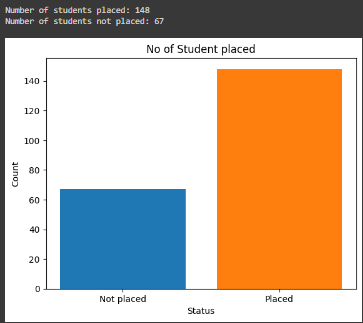 Number of students placed: 148
Number of students not placed: 67
No of Student placed
140
120
100
80
60
40
20
0
Count
Not placed
Placed
Status